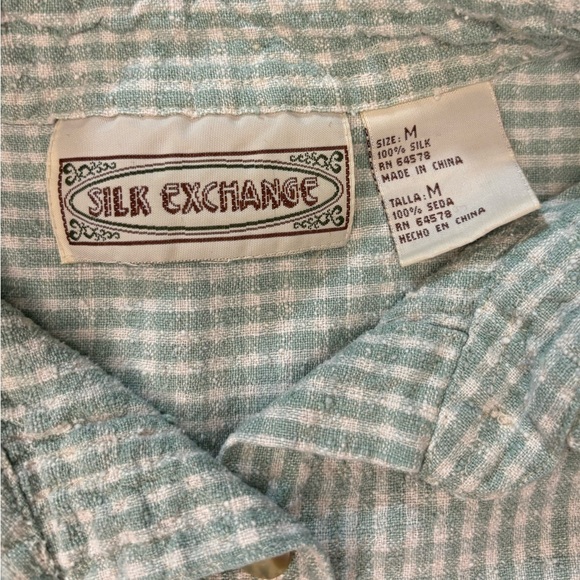 SILK EXCHANGE
SIZE: M
100% SILK
RN 64578
MADE IN CHINA
TALLA: M
100% SEDA
RN 64578
HECHO EN CHINA